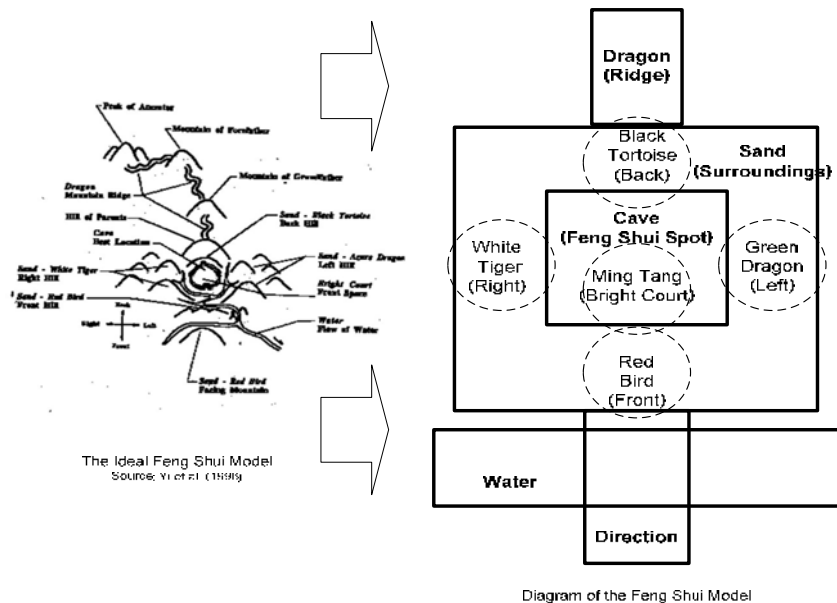 Peak of Ancestor
Mountain of Forefather
Mountain of Grandfather
Dragon
Mountain Ridge
Hill of Parents
Cave
Best Location
Sand - Black Tortoise
Back Hill
Sand - White Tiger
Right Hill
Sand - Azure Dragon
Left Hill
Bright Court
Front Space
Sand - Red Bird
Front Hill
Back
Right
Left
Front
Water
Flow of Water
Sand - Red Bird
Facing Mountain
The Ideal Feng Shui Model
Source: Yi et al.
Dragon
(Ridge)
Black
Tortoise
(Back)
Sand
(Surroundings)
Cave
(Feng Shui Spot)
White
Tiger
(Right)
Ming Tang
(Bright Court)
Green
Dragon
(Left)
Red
Bird
(Front)
Water
Direction
Diagram of the Feng Shui Model